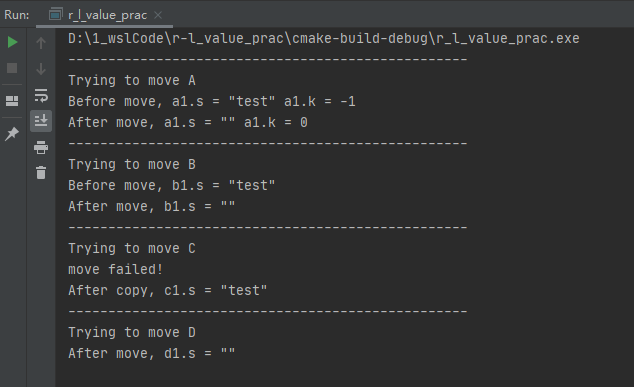 Run: r_l_value_prac
D:\1_wslCode\r-l_value_prac\cmake-build-debug\r_l_value_prac.exe
--------------------------------------------------
Trying to move A
Before move, a1.s = "test" a1.k = -1
After move, a1.s = "" a1.k = 0
--------------------------------------------------
Trying to move B
Before move, b1.s = "test"
After move, b1.s = ""
--------------------------------------------------
Trying to move C
move failed!
After copy, c1.s = "test"
--------------------------------------------------
Trying to move D
After move, d1.s = ""